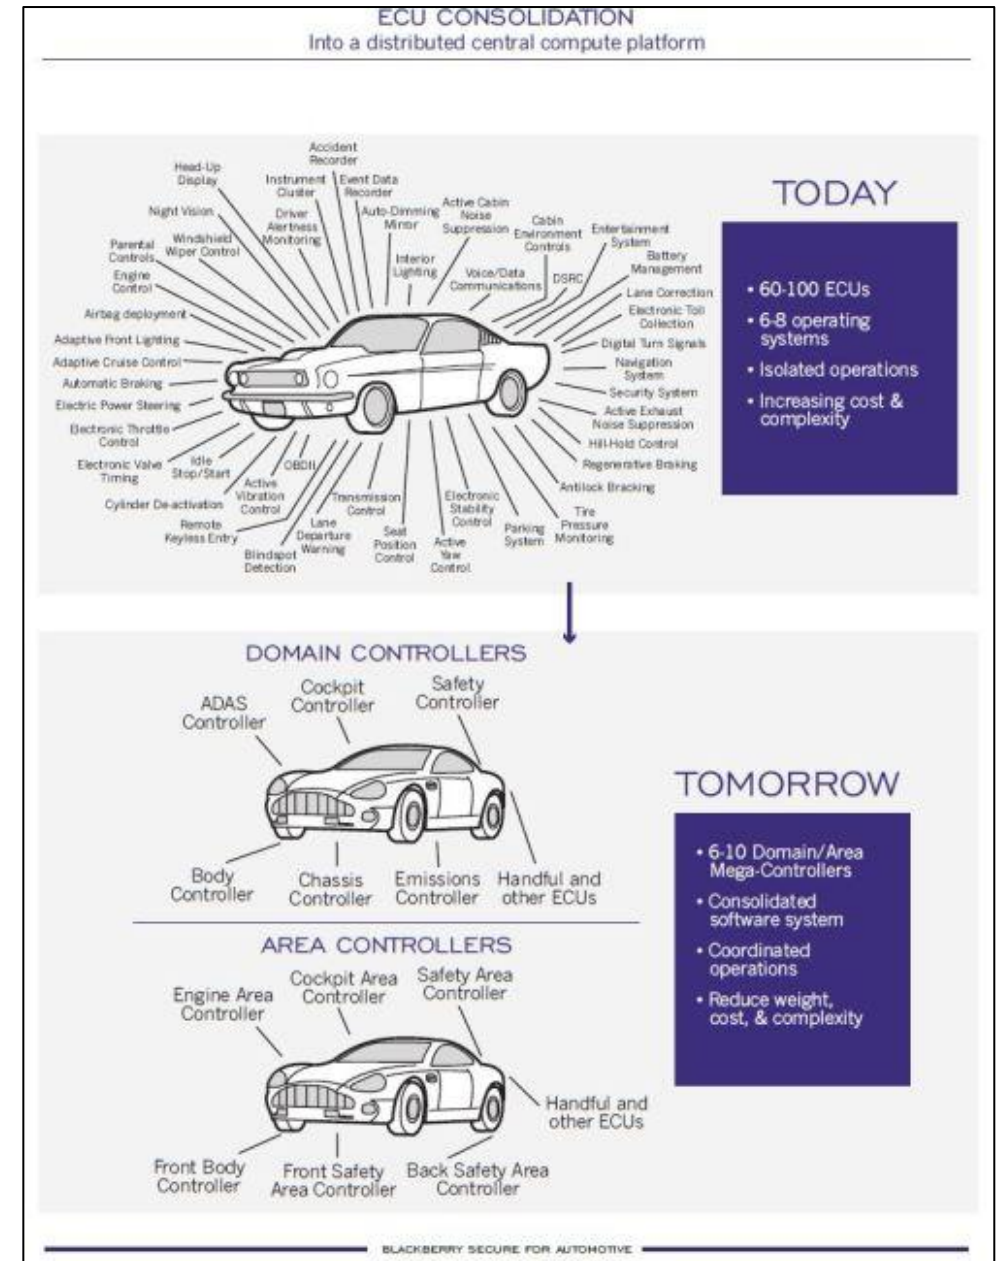 ECU CONSOLIDATION
Into a distributed central compute platform
TODAY
• 60-100 ECUs
• 6-8 operating
systems
• Isolated operations
• Increasing cost &
complexity
Accident
Recorder
Head-Up
Display
Instrument
Cluster
Event Data
Recorder
Night Vision
Driver
Alertness
Monitoring
Auto-Dimming
Mirror
Active Cabin
Noise
Suppression
Cabin
Environment
Controls
Entertainment
System
Parental
Controls
Windshield
Wiper Control
Interior
Lighting
Voice/Data
Communications
DSRC
Battery
Management
Engine
Control
Lane Correction
Airbag deployment
Electronic Toll
Collection
Adaptive Front Lighting
Digital Turn Signals
Adaptive Cruise Control
Navigation
System
Automatic Braking
Security System
Electric Power Steering
Active Exhaust
Noise Suppression
Electronic Throttle
Control
Hill-Hold Control
Electronic Valve
Timing
Idle
Stop/Start
OBDII
Regenerative Braking
Cylinder De-activation
Active
Vibration
Control
Antilock Bracking
Remote
Keyless Entry
Blindspot
Detection
Lane
Departure
Warning
Transmission
Control
Seat
Position
Control
Electronic
Stability
Control
Active
Yaw
Control
Parking
System
Tire
Pressure
Monitoring
DOMAIN CONTROLLERS
ADAS
Controller
Cockpit
Controller
Safety
Controller
Body
Controller
Chassis
Controller
Emissions
Controller
Handful and
other ECUs
TOMORROW
• 6-10 Domain/Area
Mega-Controllers
• Consolidated
software system
• Coordinated
operations
• Reduce weight,
cost, & complexity
AREA CONTROLLERS
Engine Area
Controller
Cockpit Area
Controller
Safety Area
Controller
Handful and
other ECUs
Front Body
Controller
Front Safety
Area Controller
Back Safety Area
Controller
BLACKBERRY SECURE FOR AUTOMOTIVE